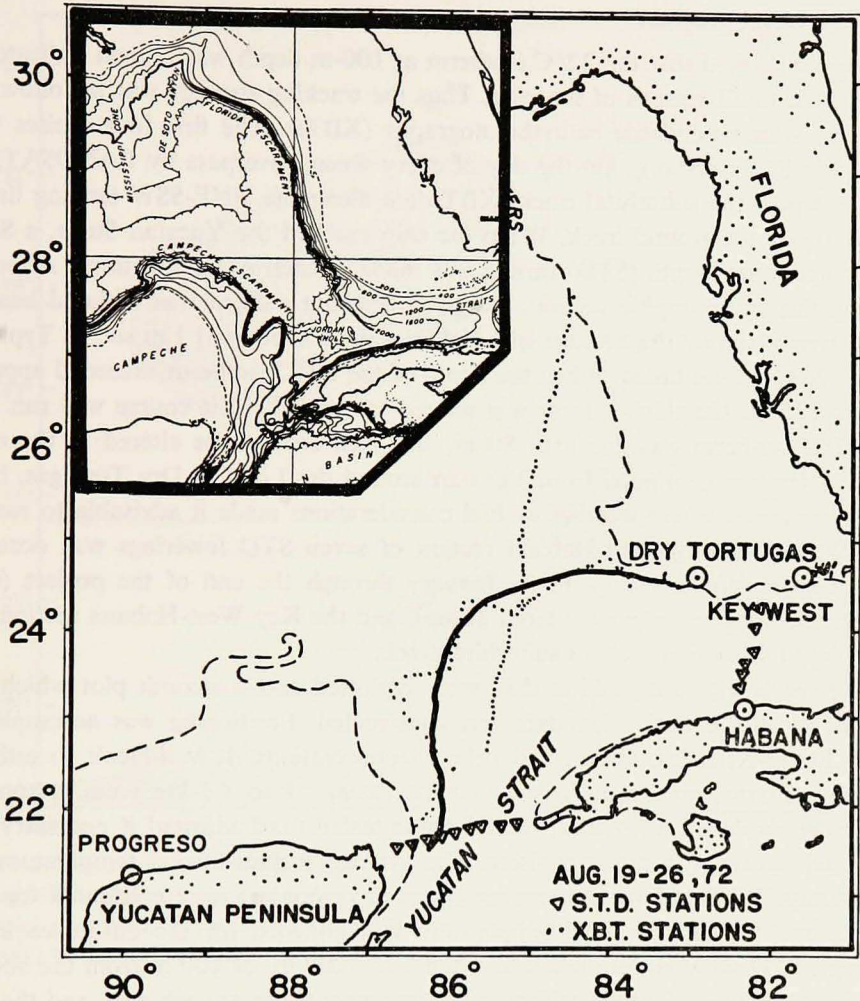 30°
28°
26°
24°
22°
90°
88°
86°
84°
82°
MISSISSIPPI CONE
DE SOTO CANYON
FLORIDA ESCARPMENT
CAMPECHE ESCARPMENT
CAMPECHE
JORDAN KNOLL
STRAITS
N BASIN
ERS
FLORIDA
DRY TORTUGAS
KEY WEST
HABANA
YUCATAN STRAIT
PROGRESO
YUCATAN PENINSULA
AUG. 19-26, 72
▿ S.T.D. STATIONS
·· X.B.T. STATIONS